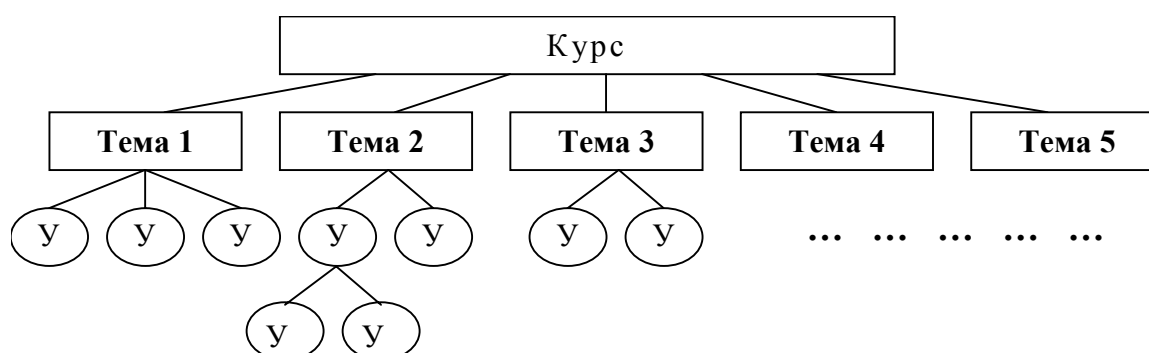 Курс
Тема 1 Тема 2 Тема 3 Тема 4 Тема 5
У У У У У У У ... ... ... ... ...
У У